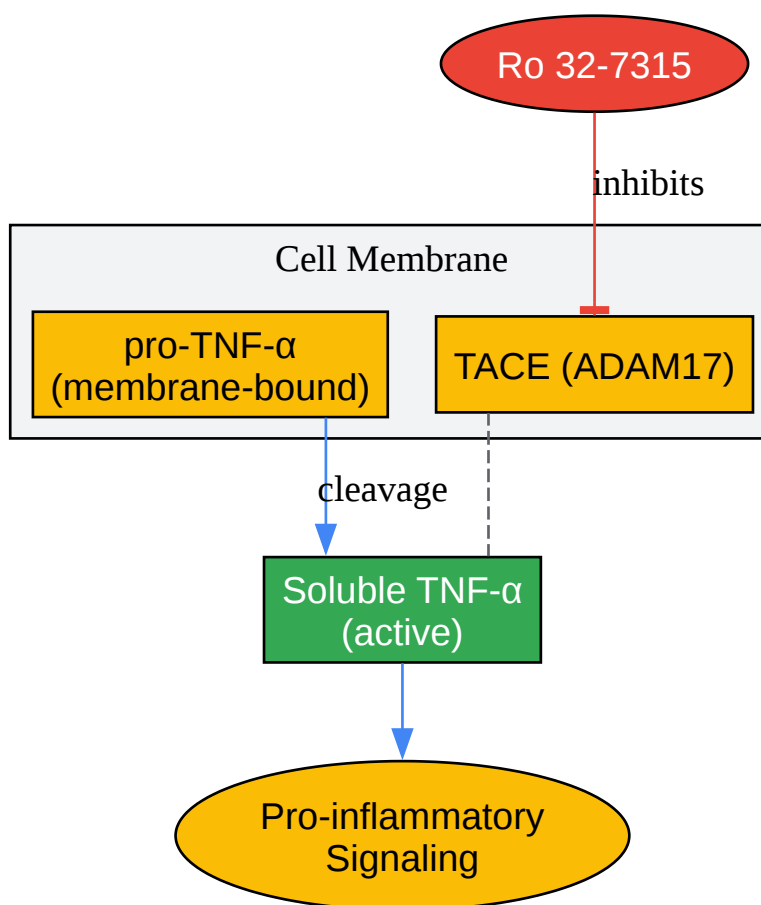 Ro 32-7315
inhibits
Cell Membrane
pro-TNF-α
(membrane-bound)
TACE (ADAM17)
cleavage
Soluble TNF-α
(active)
Pro-inflammatory
Signaling